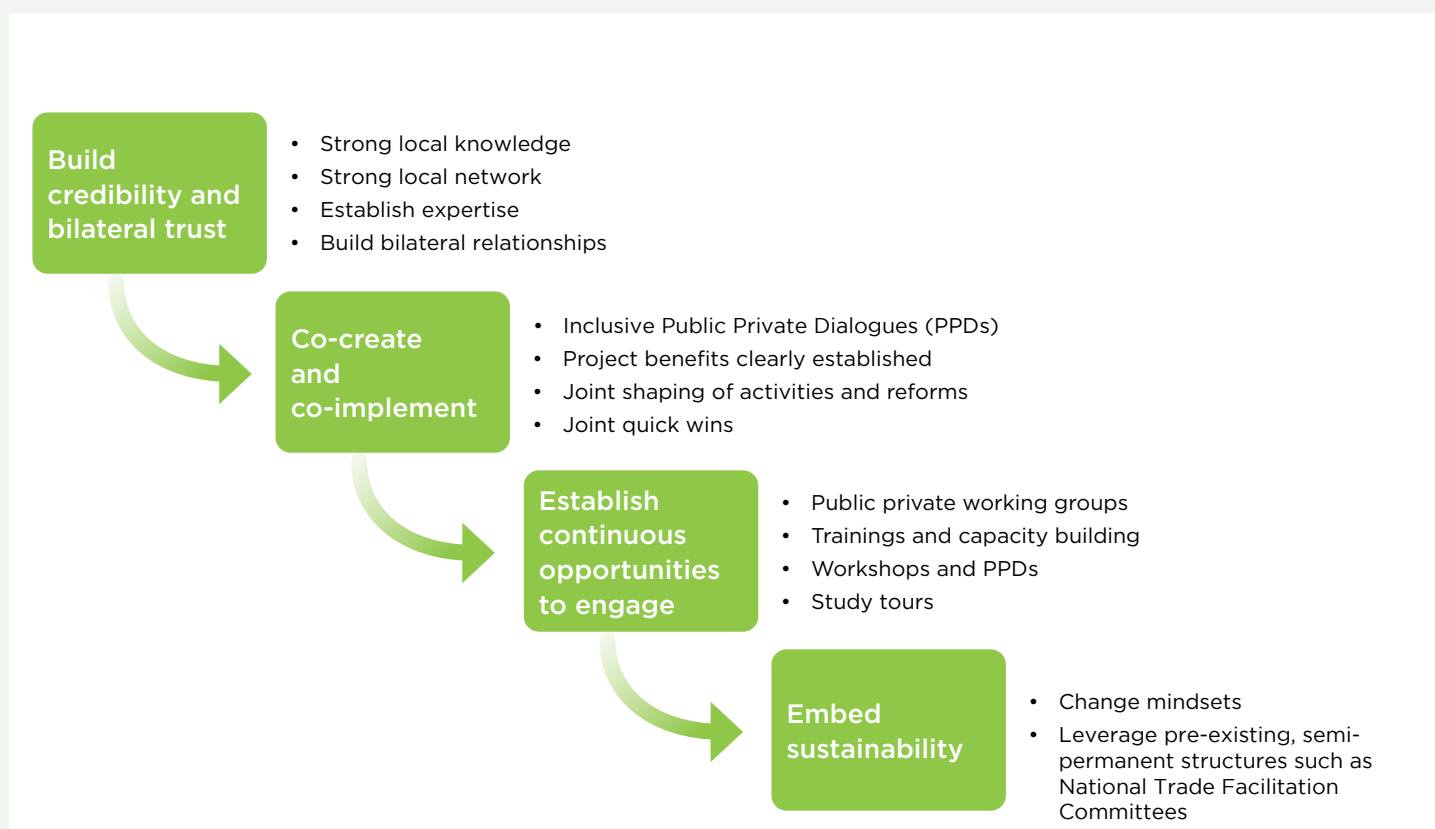 Build
credibility and
bilateral trust
• Strong local knowledge
• Strong local network
• Establish expertise
• Build bilateral relationships
Co-create
and
co-implement
• Inclusive Public Private Dialogues (PPDs)
• Project benefits clearly established
• Joint shaping of activities and reforms
• Joint quick wins
Establish
continuous
opportunities
to engage
• Public private working groups
• Trainings and capacity building
• Workshops and PPDs
• Study tours
Embed
sustainability
• Change mindsets
• Leverage pre-existing, semi-
permanent structures such as
National Trade Facilitation
Committees